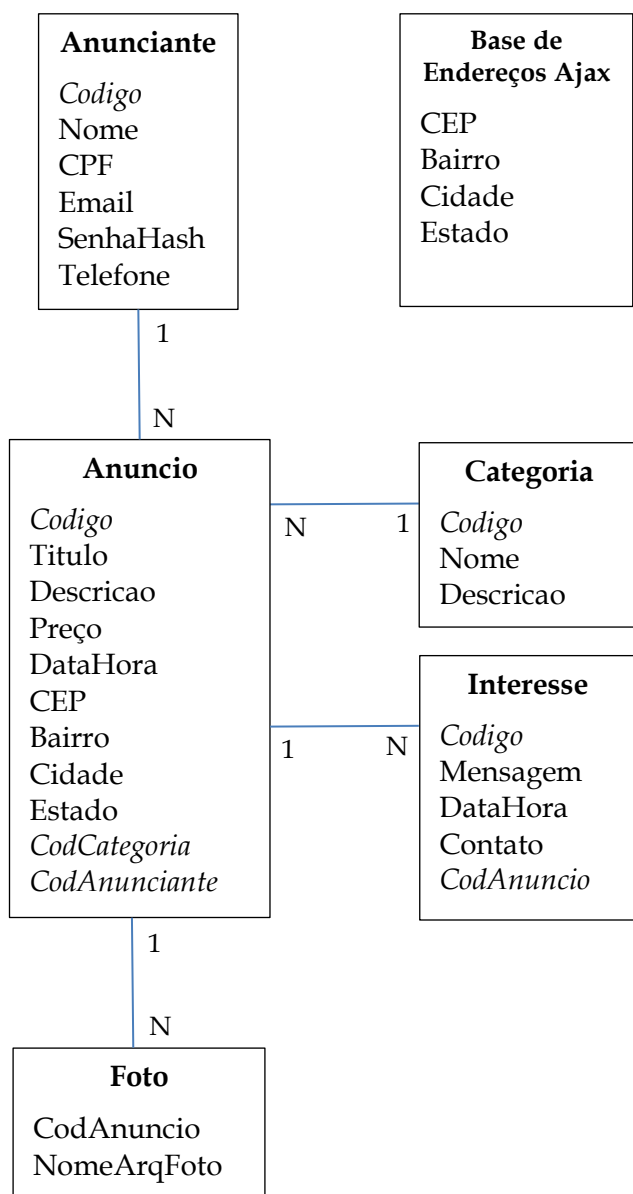 Anunciante
Codigo
Nome
CPF
Email
SenhaHash
Telefone
Base de
Endereços Ajax
CEP
Bairro
Cidade
Estado
1
N
Anuncio
Codigo
Titulo
Descricao
Preço
DataHora
CEP
Bairro
Cidade
Estado
CodCategoria
CodAnunciante
N
1
Categoria
Codigo
Nome
Descricao
1
N
Interesse
Codigo
Mensagem
DataHora
Contato
CodAnuncio
1
N
Foto
CodAnuncio
NomeArqFoto